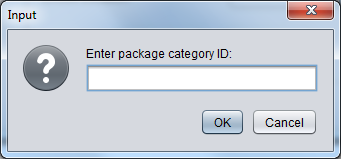 Input
Enter package category ID:
OK
Cancel